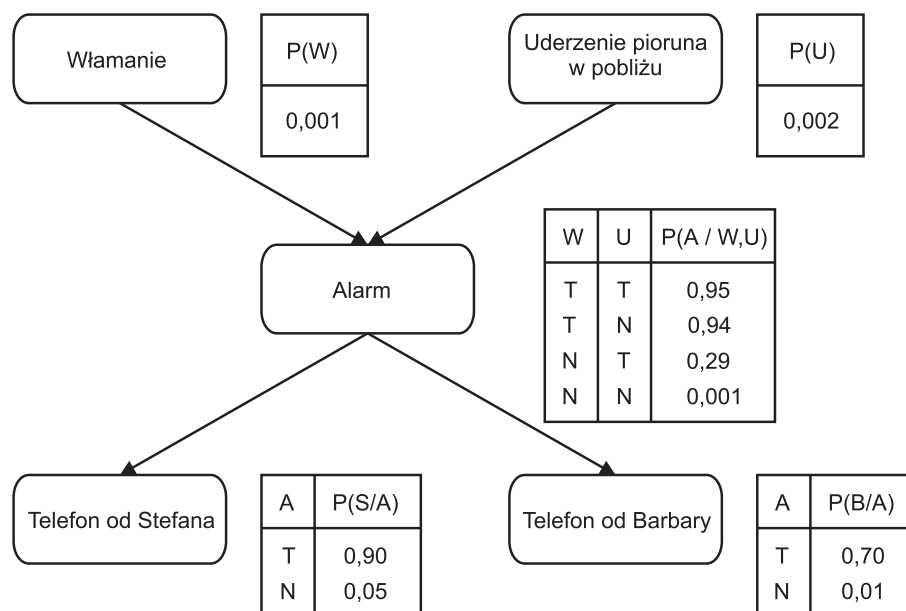 Włamanie
P(W)
0,001
Uderzenie pioruna
w pobliżu
P(U)
0,002
Alarm
W U P(A / W,U)
T T 0,95
T N 0,94
N T 0,29
N N 0,001
Telefon od Stefana
A P(S/A)
T 0,90
N 0,05
Telefon od Barbary
A P(B/A)
T 0,70
N 0,01